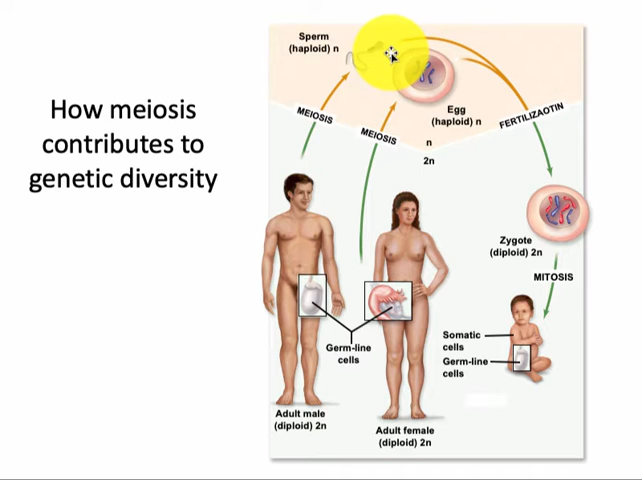 How meiosis
contributes to
genetic diversity
Sperm
(haploid) n
Egg
(haploid) n
MEIOSIS
MEIOSIS
FERTILIZAOTIN
n
2n
Zygote
(diploid) 2n
MITOSIS
Somatic
cells
Germ-line
cells
Germ-line
cells
Adult male
(diploid) 2n
Adult female
(diploid) 2n